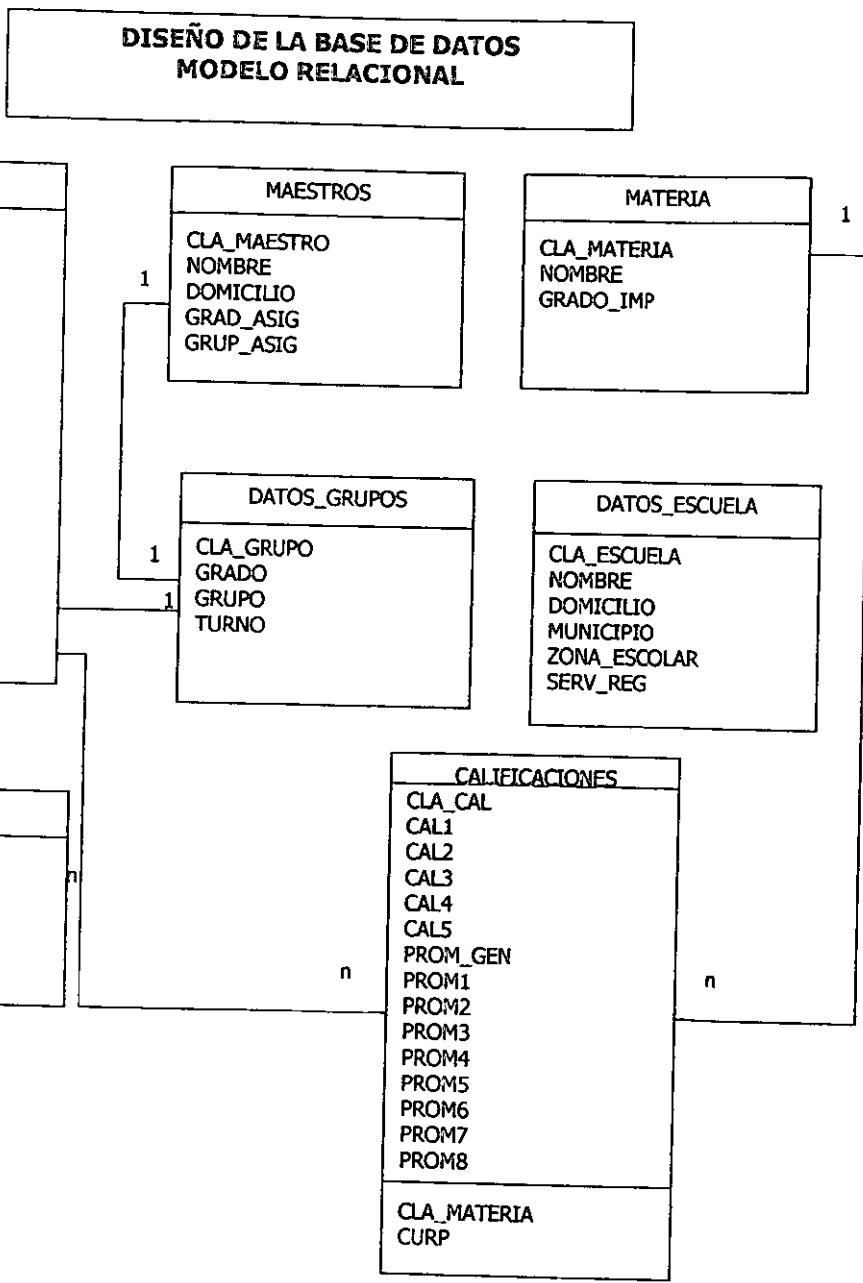 DISEÑO DE LA BASE DE DATOS
MODELO RELACIONAL
MAESTROS
CLA_MAESTRO
NOMBRE
DOMICILIO
GRAD_ASIG
GRUP_ASIG
1
MATERIA
CLA_MATERIA
NOMBRE
GRADO_IMP
1
DATOS_GRUPOS
CLA_GRUPO
GRADO
GRUPO
TURNO
1
1
DATOS_ESCUELA
CLA_ESCUELA
NOMBRE
DOMICILIO
MUNICIPIO
ZONA_ESCOLAR
SERV_REG
n
CALIFICACIONES
CLA_CAL
CAL1
CAL2
CAL3
CAL4
CAL5
PROM_GEN
PROM1
PROM2
PROM3
PROM4
PROM5
PROM6
PROM7
PROM8
CLA_MATERIA
CURP
n
n